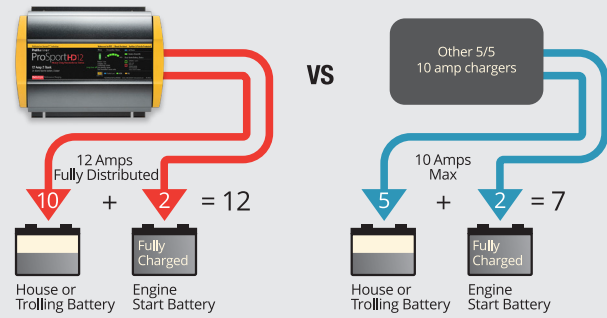 ProSportHD12
VS
Other 5/5
10 amp chargers
12 Amps
Fully Distributed
10 + 2 = 12
Fully
Charged
House or
Trolling Battery
Engine
Start Battery
10 Amps
Max
5 + 2 = 7
Fully
Charged
House or
Trolling Battery
Engine
Start Battery